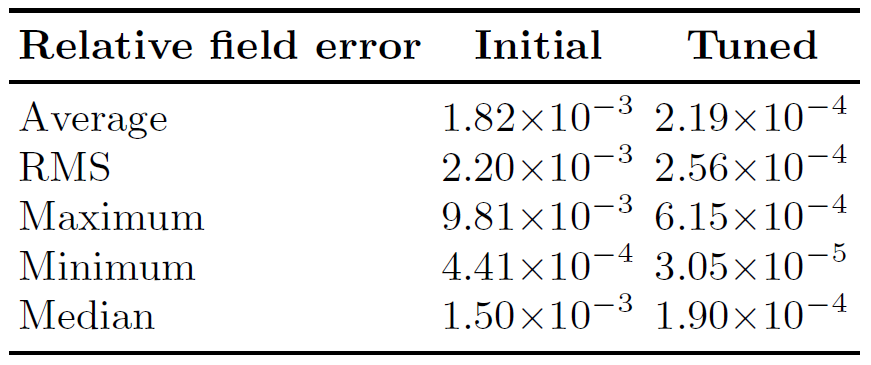 Relative field error Initial Tuned
Average 1.82×10⁻³ 2.19×10⁻⁴
RMS 2.20×10⁻³ 2.56×10⁻⁴
Maximum 9.81×10⁻³ 6.15×10⁻⁴
Minimum 4.41×10⁻⁴ 3.05×10⁻⁵
Median 1.50×10⁻³ 1.90×10⁻⁴